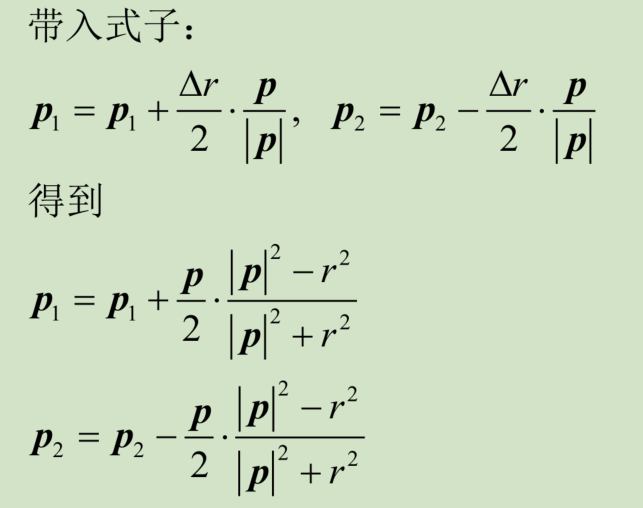 带入式子：
p₁ = p₁ + Δr/2 · p/|p|, p₂ = p₂ − Δr/2 · p/|p|
得到
p₁ = p₁ + p/2 · (|p|² − r²)/(|p|² + r²)
p₂ = p₂ − p/2 · (|p|² − r²)/(|p|² + r²)